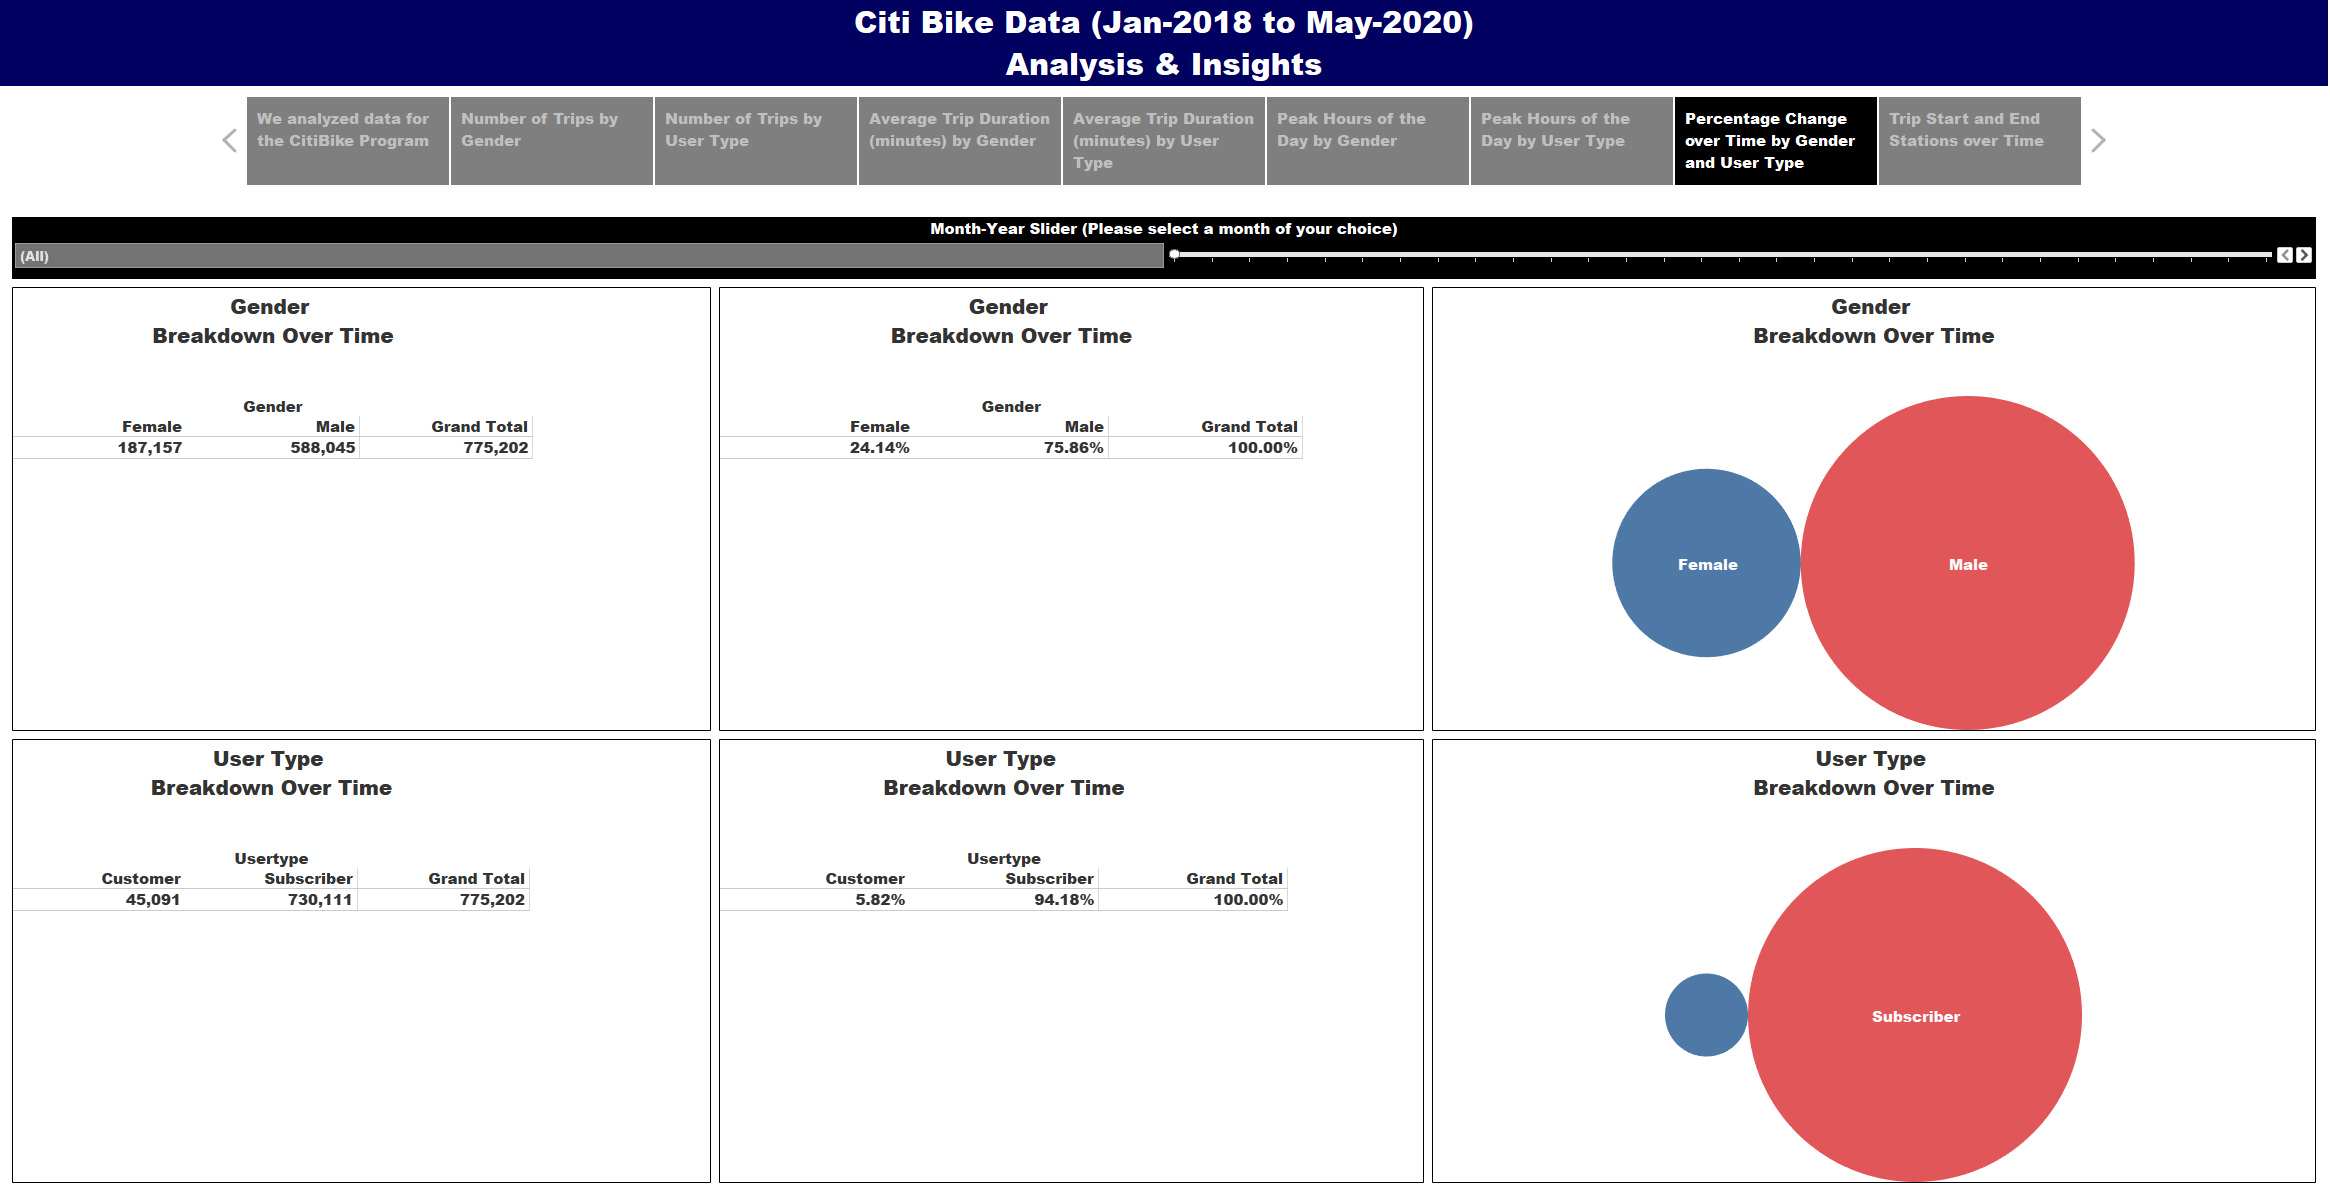 Citi Bike Data (Jan-2018 to May-2020)
Analysis & Insights
We analyzed data for
the CitiBike Program
Number of Trips by
Gender
Number of Trips by
User Type
Average Trip Duration
(minutes) by Gender
Average Trip Duration
(minutes) by User
Type
Peak Hours of the
Day by Gender
Peak Hours of the
Day by User Type
Percentage Change
over Time by Gender
and User Type
Trip Start and End
Stations over Time
Month-Year Slider (Please select a month of your choice)
(All)
Gender
Breakdown Over Time
Gender
Female Male Grand Total
187,157 588,045 775,202
Gender
Breakdown Over Time
Gender
Female Male Grand Total
24.14% 75.86% 100.00%
Gender
Breakdown Over Time
Female
Male
User Type
Breakdown Over Time
Usertype
Customer Subscriber Grand Total
45,091 730,111 775,202
User Type
Breakdown Over Time
Usertype
Customer Subscriber Grand Total
5.82% 94.18% 100.00%
User Type
Breakdown Over Time
Subscriber